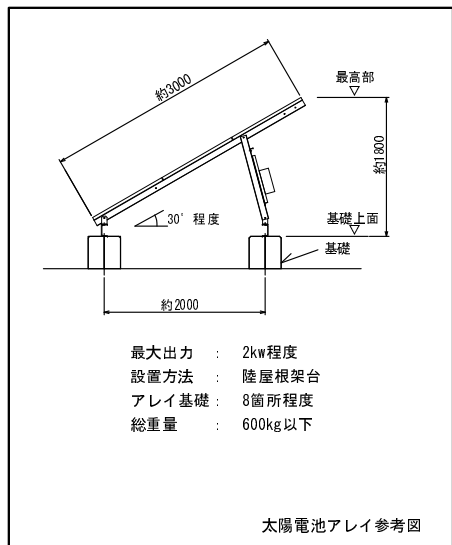 約3000
最高部
約1800
30°程度
基礎上面
基礎
約2000
最大出力 : 2kw程度
設置方法 : 陸屋根架台
アレイ基礎 : 8箇所程度
総重量 : 600kg以下
太陽電池アレイ参考図